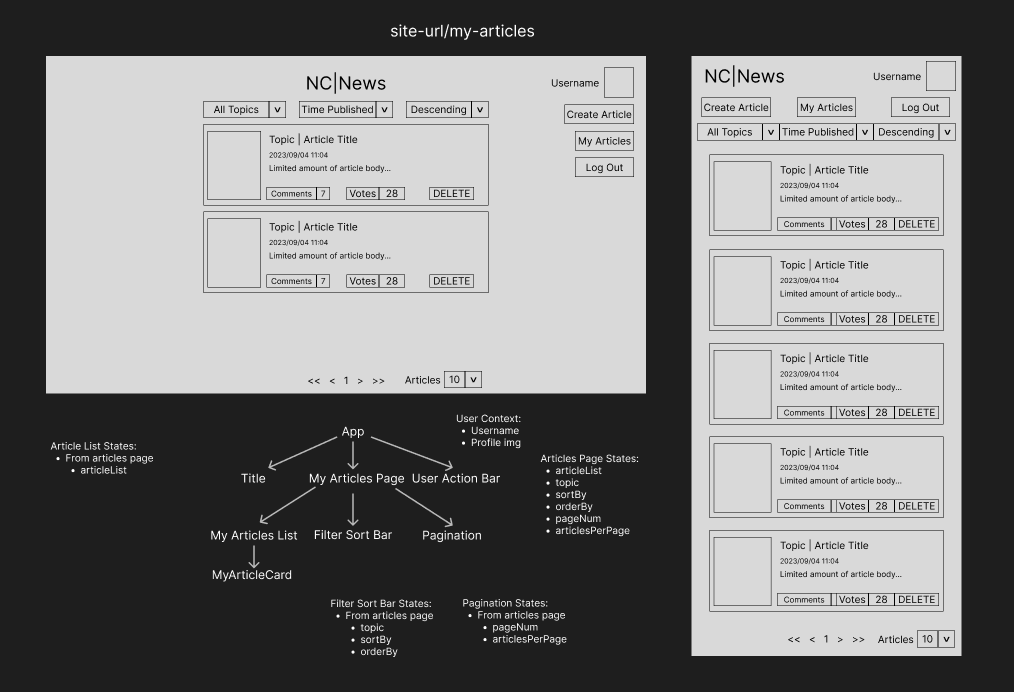 site-url/my-articles
NC|News
Username
All Topics v Time Published v Descending v
Create Article
My Articles
Log Out
Topic | Article Title
2023/09/04 11:04
Limited amount of article body...
Comments 7 Votes 28 DELETE
Topic | Article Title
2023/09/04 11:04
Limited amount of article body...
Comments 7 Votes 28 DELETE
<< < 1 > >> Articles 10 v
NC|News
Username
Create Article My Articles Log Out
All Topics v Time Published v Descending v
Topic | Article Title
2023/09/04 11:04
Limited amount of article body...
Comments Votes 28 DELETE
Topic | Article Title
2023/09/04 11:04
Limited amount of article body...
Comments Votes 28 DELETE
Topic | Article Title
2023/09/04 11:04
Limited amount of article body...
Comments Votes 28 DELETE
Topic | Article Title
2023/09/04 11:04
Limited amount of article body...
Comments Votes 28 DELETE
Topic | Article Title
2023/09/04 11:04
Limited amount of article body...
Comments Votes 28 DELETE
<< < 1 > >> Articles 10 v
Article List States:
• From articles page
• articleList
App
Title My Articles Page User Action Bar
My Articles List Filter Sort Bar Pagination
MyArticleCard
User Context:
• Username
• Profile img
Articles Page States:
• articleList
• topic
• sortBy
• orderBy
• pageNum
• articlesPerPage
Filter Sort Bar States:
• From articles page
• topic
• sortBy
• orderBy
Pagination States:
• From articles page
• pageNum
• articlesPerPage